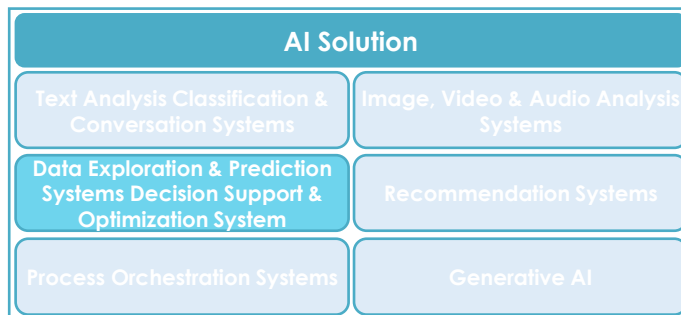 AI Solution
Text Analysis Classification &
Conversation Systems
Image, Video & Audio Analysis
Systems
Data Exploration & Prediction
Systems Decision Support &
Optimization System
Recommendation Systems
Process Orchestration Systems
Generative AI